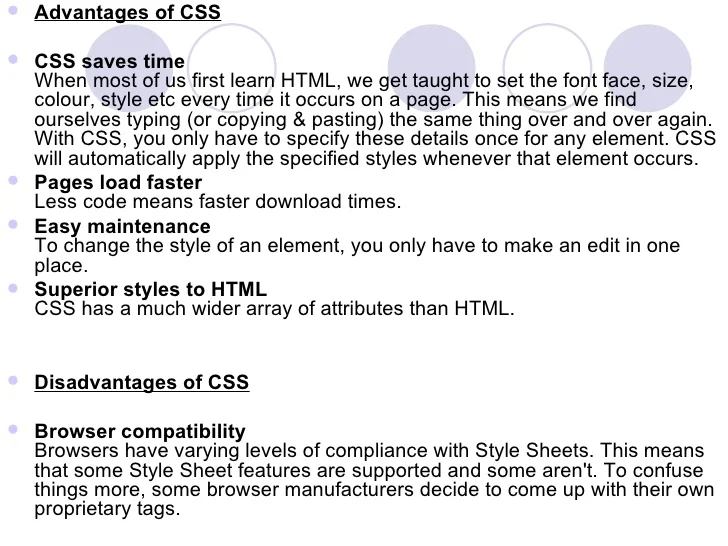 Advantages of CSS
CSS saves time
When most of us first learn HTML, we get taught to set the font face, size,
colour, style etc every time it occurs on a page. This means we find
ourselves typing (or copying & pasting) the same thing over and over again.
With CSS, you only have to specify these details once for any element. CSS
will automatically apply the specified styles whenever that element occurs.
Pages load faster
Less code means faster download times.
Easy maintenance
To change the style of an element, you only have to make an edit in one
place.
Superior styles to HTML
CSS has a much wider array of attributes than HTML.
Disadvantages of CSS
Browser compatibility
Browsers have varying levels of compliance with Style Sheets. This means
that some Style Sheet features are supported and some aren't. To confuse
things more, some browser manufacturers decide to come up with their own
proprietary tags.